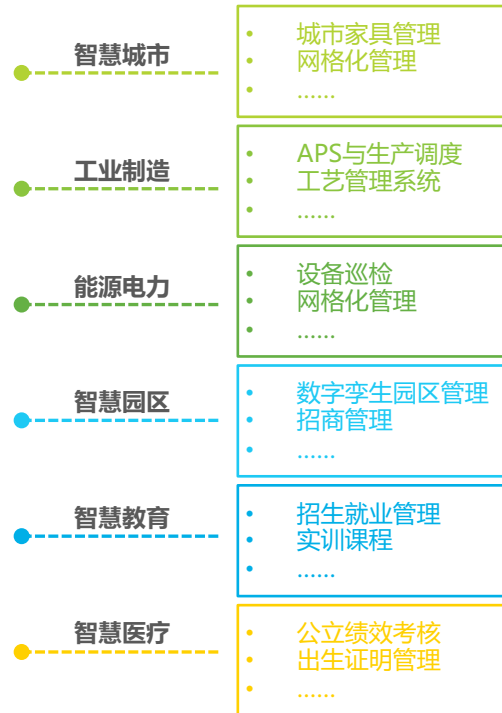 智慧城市
• 城市家具管理
• 网格化管理
• ……
工业制造
• APS与生产调度
• 工艺管理系统
• ……
能源电力
• 设备巡检
• 网格化管理
• ……
智慧园区
• 数字孪生园区管理
• 招商管理
• ……
智慧教育
• 招生就业管理
• 实训课程
• ……
智慧医疗
• 公立绩效考核
• 出生证明管理
• ……